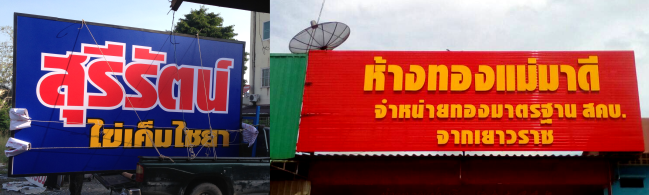 สุรีรัตน์
ไข่เค็มไชยา
ห้างทองแม่มาดี
จำหน่ายทองมาตรฐาน สคบ.
จากเยาวราช